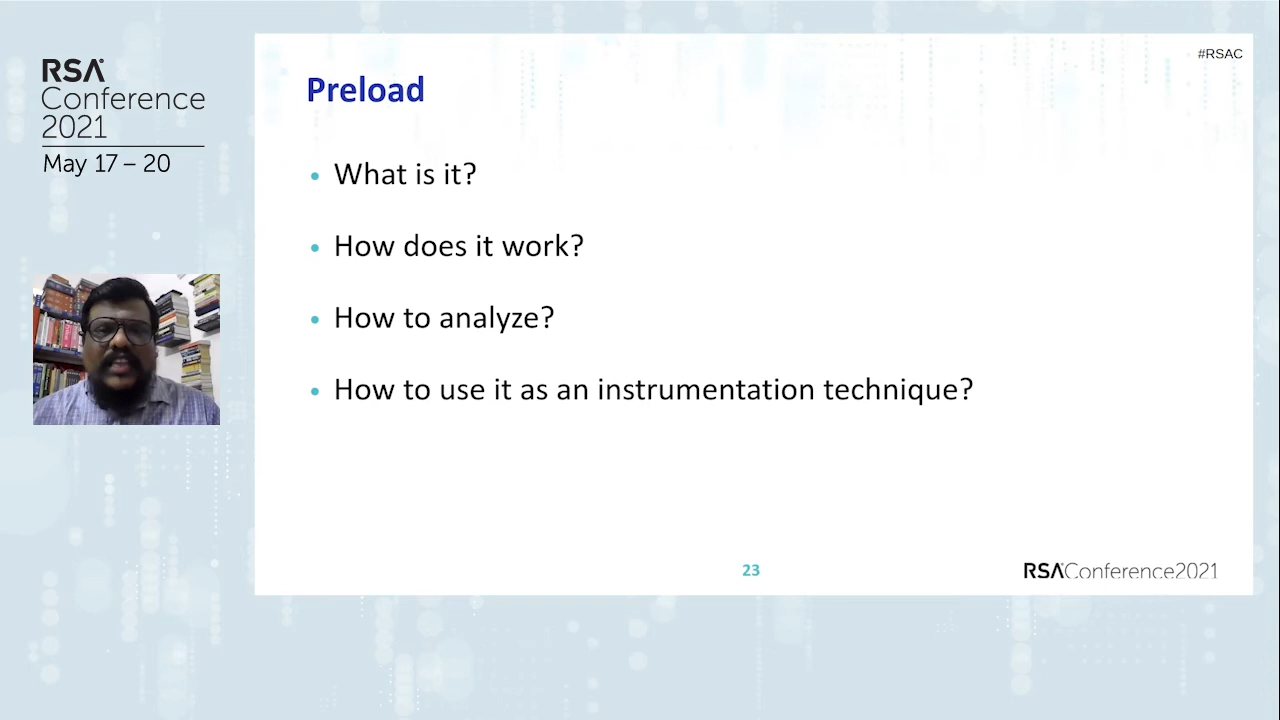 RSA
Conference
2021
May 17 – 20
#RSAC
Preload
• What is it?
• How does it work?
• How to analyze?
• How to use it as an instrumentation technique?
23
RSAConference2021